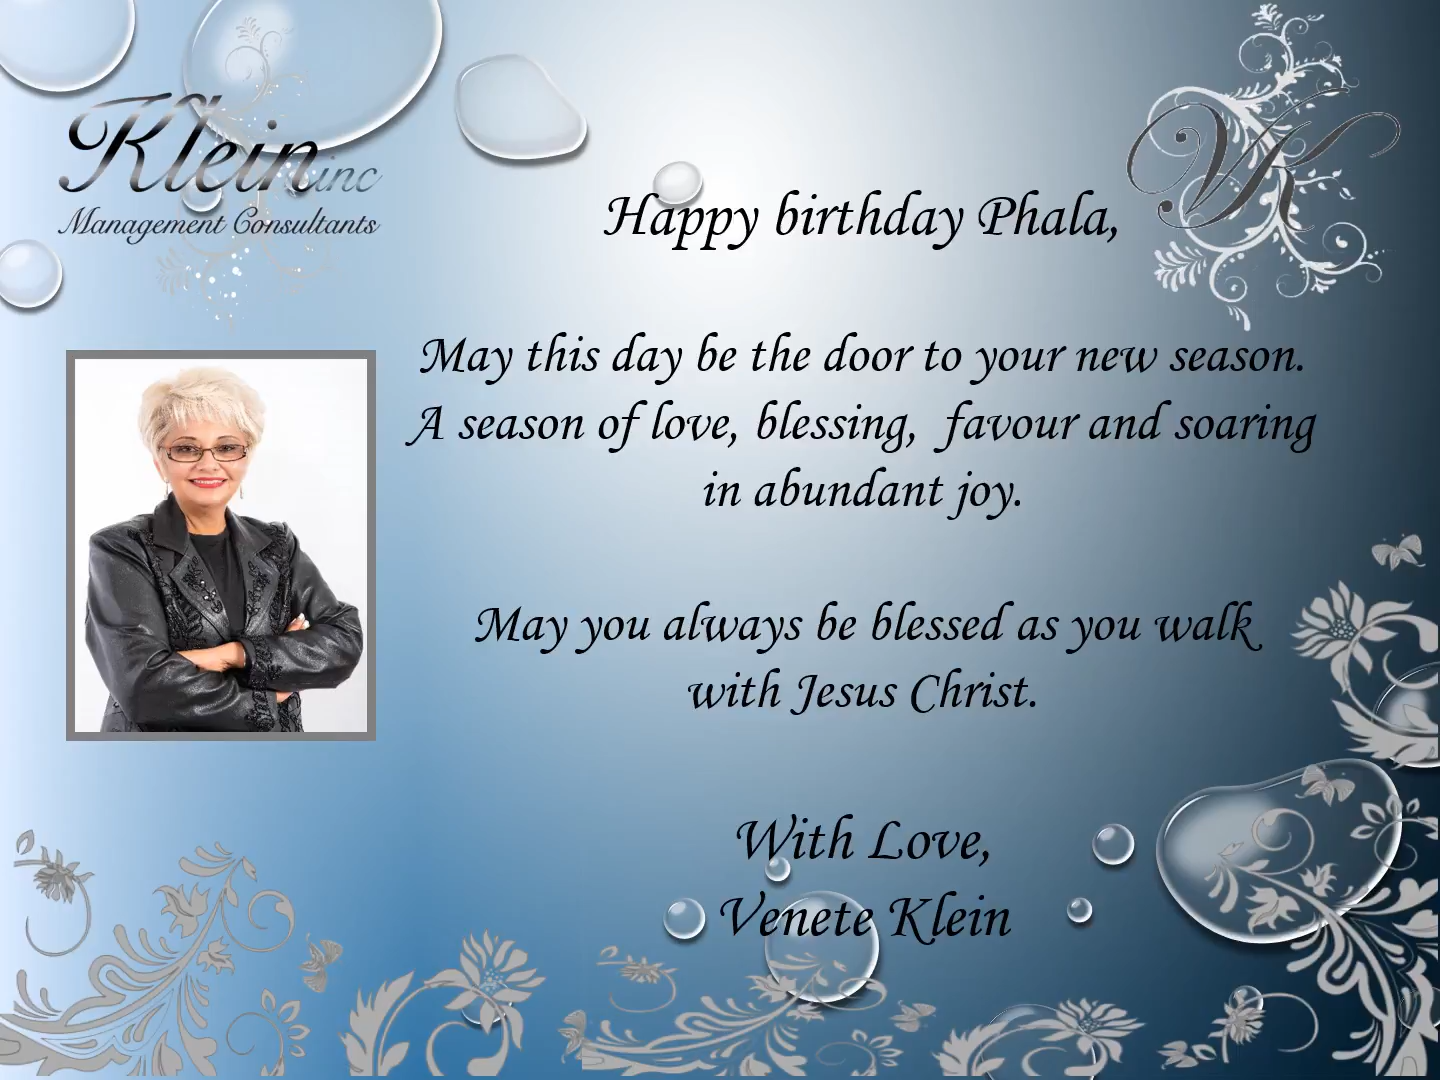 Klein inc
Management Consultants
VK
Happy birthday Phala,
May this day be the door to your new season.
A season of love, blessing,  favour and soaring
in abundant joy.
May you always be blessed as you walk
with Jesus Christ.
With Love,
Venete Klein